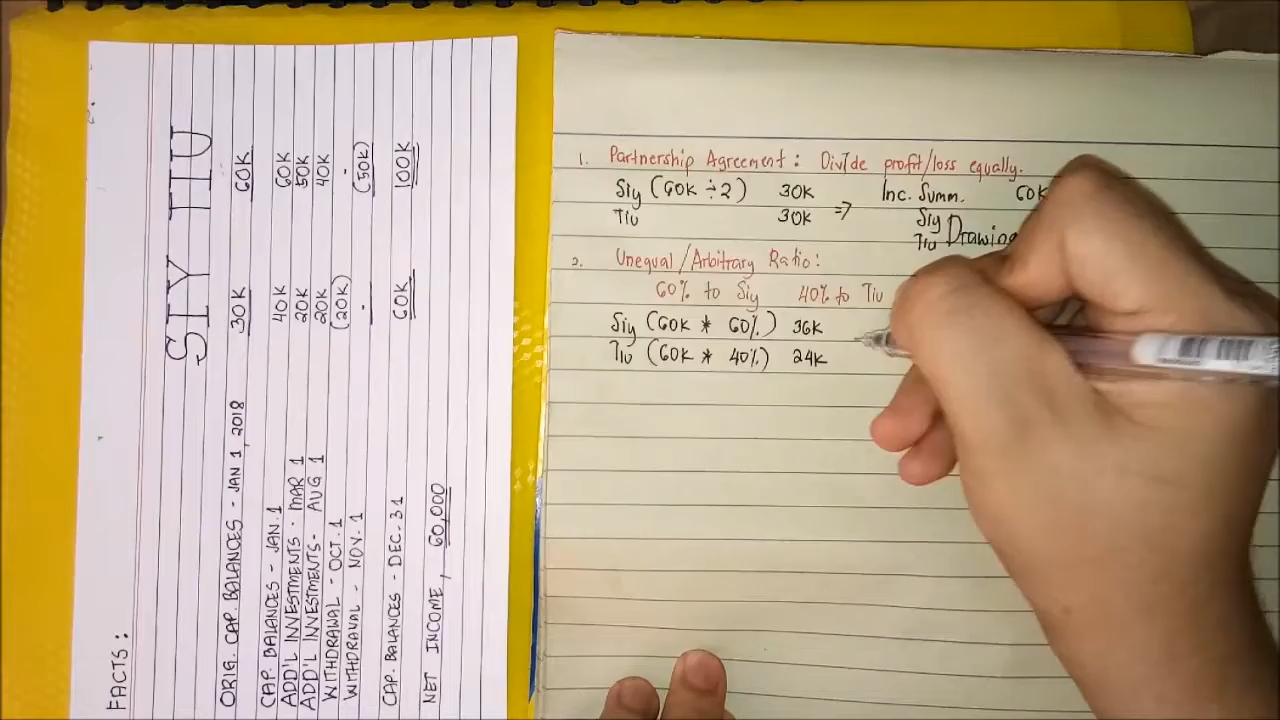 FACTS:
SIY TIU
ORIG. CAP. BALANCES - JAN 1, 2018 30K 60K
CAP. BALANCES - JAN. 1 40K 60K
ADD'L INVESTMENTS - MAR 1 20K 50K
ADD'L INVESTMENTS - AUG 1 20K 40K
WITHDRAWAL - OCT. 1 (20K) -
WITHDRAWAL - NOV. 1 - (50K)
CAP. BALANCES - DEC. 31 60K 100K
NET INCOME, 60,000
1. Partnership Agreement: Divide profit/loss equally.
Siy (60K ÷ 2) 30K => Inc. Summ. 60K
Tiu 30K Siy Drawing
Tiu
2. Unequal/Arbitrary Ratio:
60% to Siy 40% to Tiu
Siy (60K * 60%) 36K
Tiu (60K * 40%) 24K